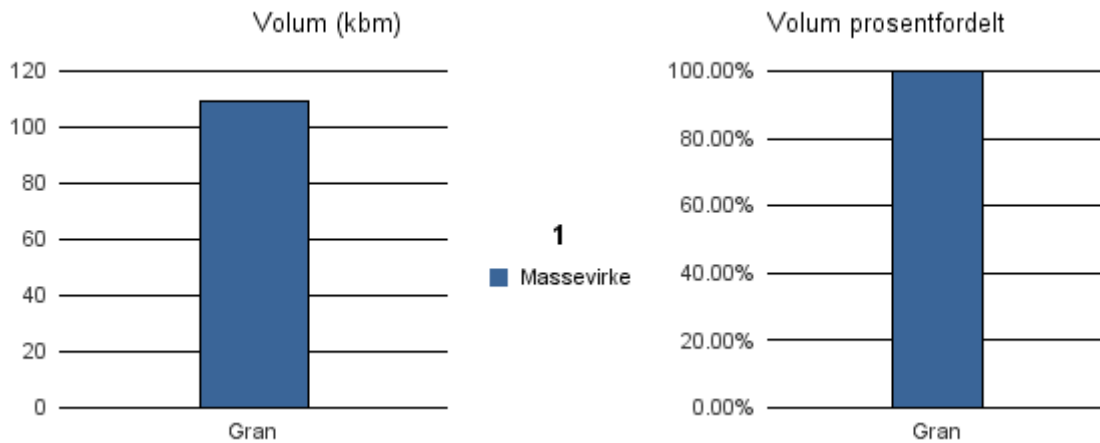 Volum (kbm)
120
100
80
60
40
20
0
Gran
1
Massevirke
Volum prosentfordelt
100.00%
80.00%
60.00%
40.00%
20.00%
0.00%
Gran